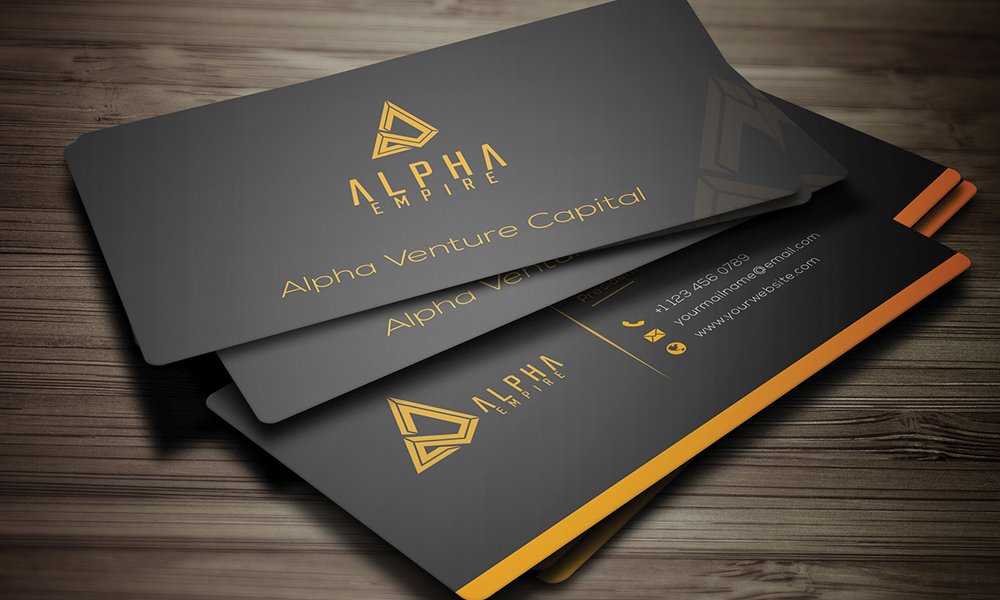 ALPHA
EMPIRE
Alpha Venture Capital
Alpha Ventu
Presid
+1 123 456 0789
yourmailname@email.com
www.yourwebsite.com
ALPHA
EMPIRE